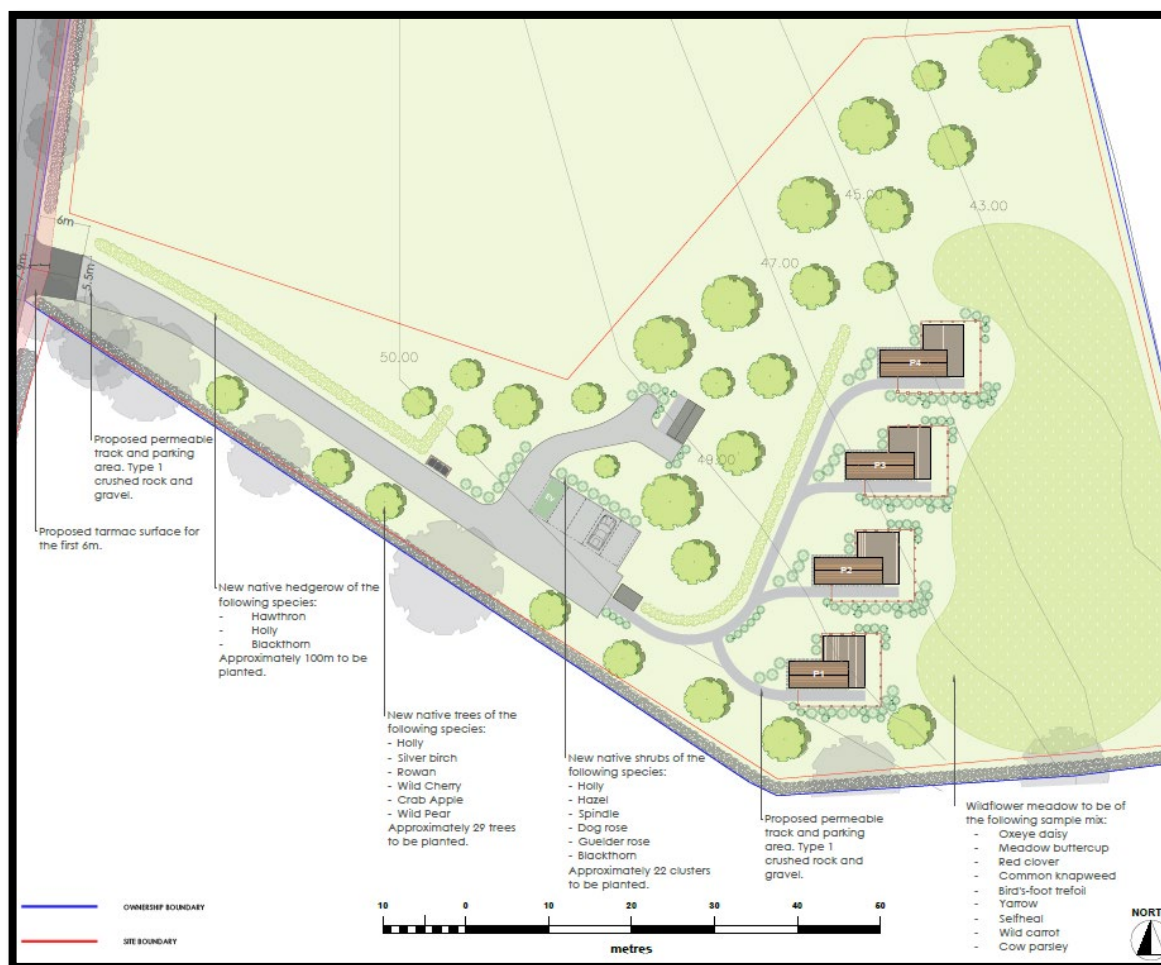 6m
5.5m
50.00
49.00
47.00
45.00
43.00
P4
P3
P2
P1
Proposed permeable
track and parking
area. Type 1
crushed rock and
gravel.
Proposed tarmac surface for
the first 6m.
New native hedgerow of the
following species:
- Hawthron
- Holly
- Blackthorn
Approximately 100m to be
planted.
New native trees of the
following species:
- Holly
- Silver birch
- Rowan
- Wild Cherry
- Crab Apple
- Wild Pear
Approximately 29 trees
to be planted.
New native shrubs of the
following species:
- Holly
- Hazel
- Spindle
- Dog rose
- Guelder rose
- Blackthorn
Approximately 22 clusters
to be planted.
Proposed permeable
track and parking
area. Type 1
crushed rock and
gravel.
Wildflower meadow to be of
the following sample mix:
- Oxeye daisy
- Meadow buttercup
- Red clover
- Common knapweed
- Bird's-foot trefoil
- Yarrow
- Selfheal
- Wild carrot
- Cow parsley
OWNERSHIP BOUNDARY
SITE BOUNDARY
10 0 10 20 30 40 50 60
metres